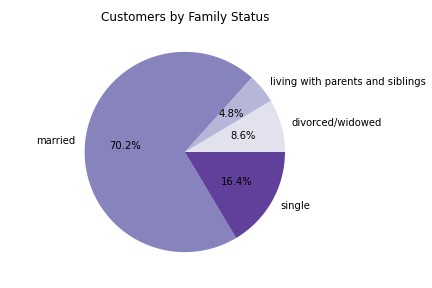 Customers by Family Status
living with parents and siblings
4.8%
divorced/widowed
8.6%
married
70.2%
16.4%
single